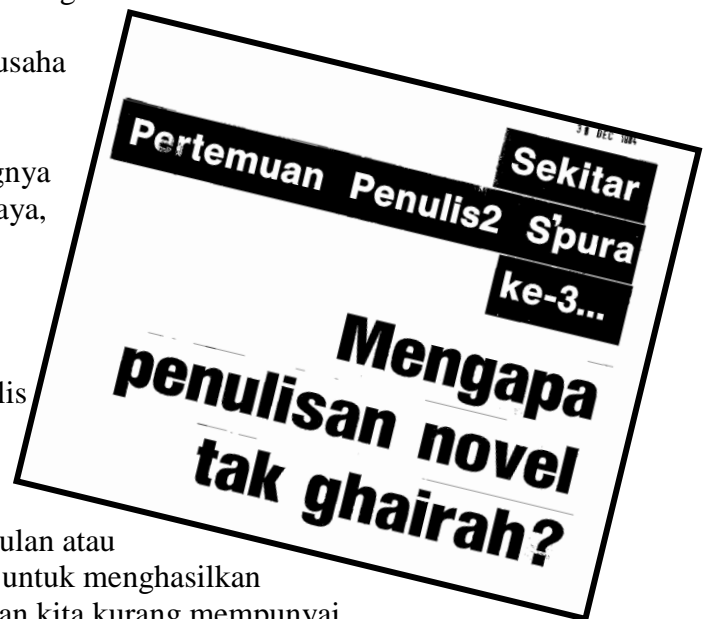 usaha
gnya
aya,
lis
ulan atau
untuk menghasilkan
an kita kurang mempunyai
Sekitar
Pertemuan Penulis2 S'pura
ke-3...
Mengapa
penulisan novel
tak ghairah?